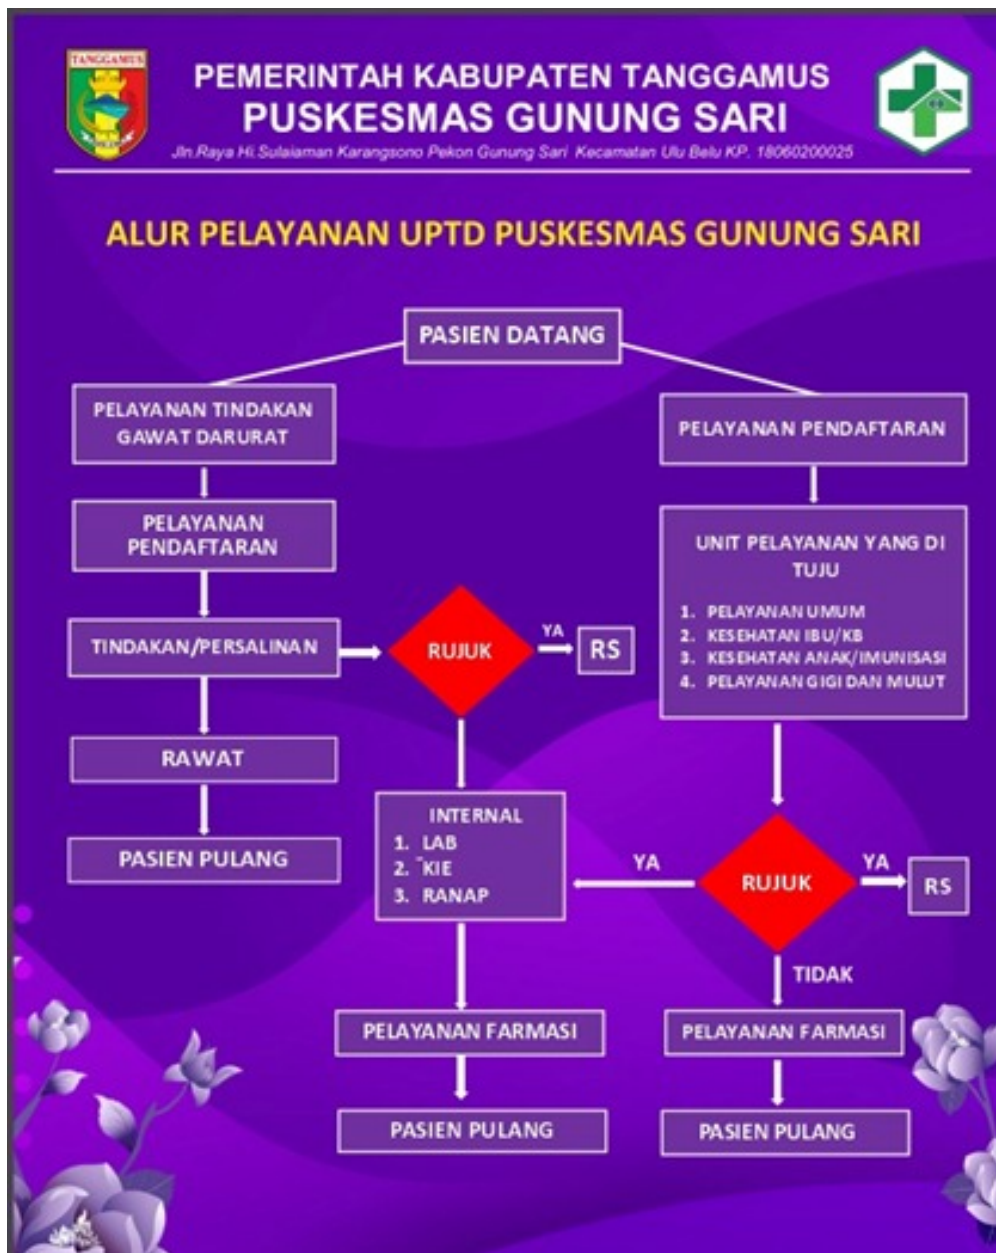 TANGGAMUS
PEMERINTAH KABUPATEN TANGGAMUS
PUSKESMAS GUNUNG SARI
Jln.Raya Hi.Sulaiaman Karangsono Pekon Gunung Sari Kecamatan Ulu Belu KP. 18060200025
ALUR PELAYANAN UPTD PUSKESMAS GUNUNG SARI
PASIEN DATANG
PELAYANAN TINDAKAN
GAWAT DARURAT
PELAYANAN
PENDAFTARAN
TINDAKAN/PERSALINAN
RAWAT
PASIEN PULANG
RUJUK
YA
RS
INTERNAL
1. LAB
2. KIE
3. RANAP
PELAYANAN FARMASI
PASIEN PULANG
PELAYANAN PENDAFTARAN
UNIT PELAYANAN YANG DI
TUJU
1. PELAYANAN UMUM
2. KESEHATAN IBU/KB
3. KESEHATAN ANAK/IMUNISASI
4. PELAYANAN GIGI DAN MULUT
YA
RUJUK
YA
RS
TIDAK
PELAYANAN FARMASI
PASIEN PULANG